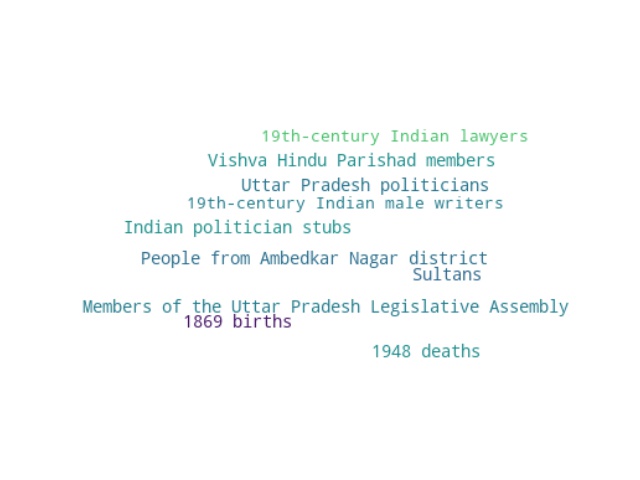 19th-century Indian lawyers
Vishva Hindu Parishad members
Uttar Pradesh politicians
19th-century Indian male writers
Indian politician stubs
People from Ambedkar Nagar district
Sultans
Members of the Uttar Pradesh Legislative Assembly
1869 births
1948 deaths